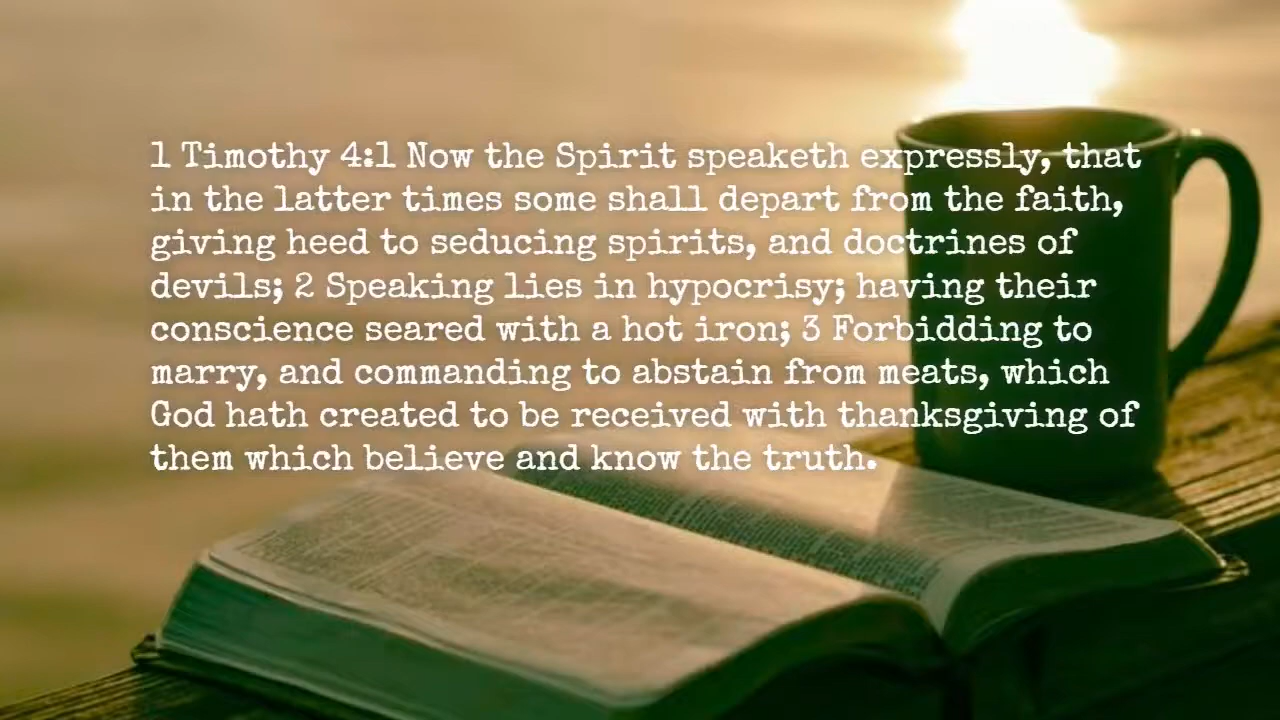 1 Timothy 4:1 Now the Spirit speaketh expressly, that
in the latter times some shall depart from the faith,
giving heed to seducing spirits, and doctrines of
devils; 2 Speaking lies in hypocrisy; having their
conscience seared with a hot iron; 3 Forbidding to
marry, and commanding to abstain from meats, which
God hath created to be received with thanksgiving of
them which believe and know the truth.